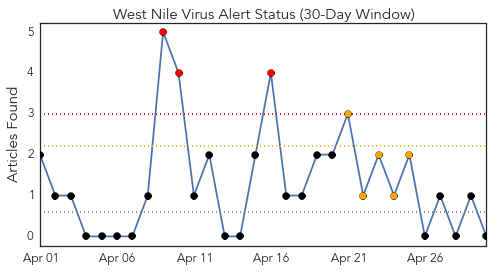 West Nile Virus Alert Status (30-Day Window)
Articles Found
5
4
3
2
1
0
Apr 01
Apr 06
Apr 11
Apr 16
Apr 21
Apr 26